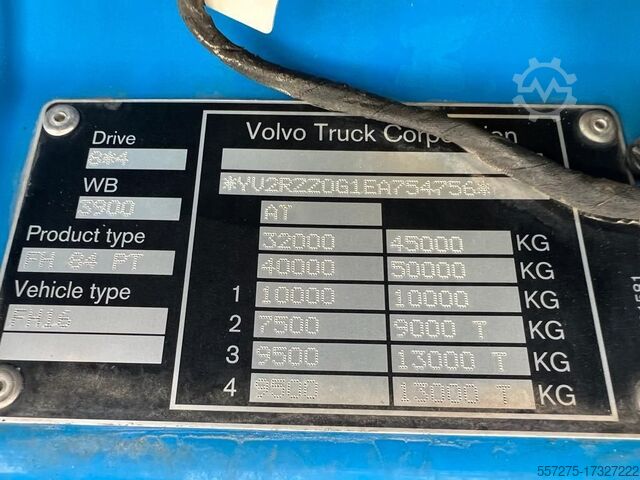 Drive
8*4
WB
5900
Product type
FH 84 PT
Vehicle type
FH16
Volvo Truck Corporation
*YV2RZZ0G1EA754756*
AT
32000 45000 KG
40000 50000 KG
1 10000 10000 KG
2 7500 9000 T KG
3 9500 13000 T KG
4 9500 13000 T KG
557275-17327222